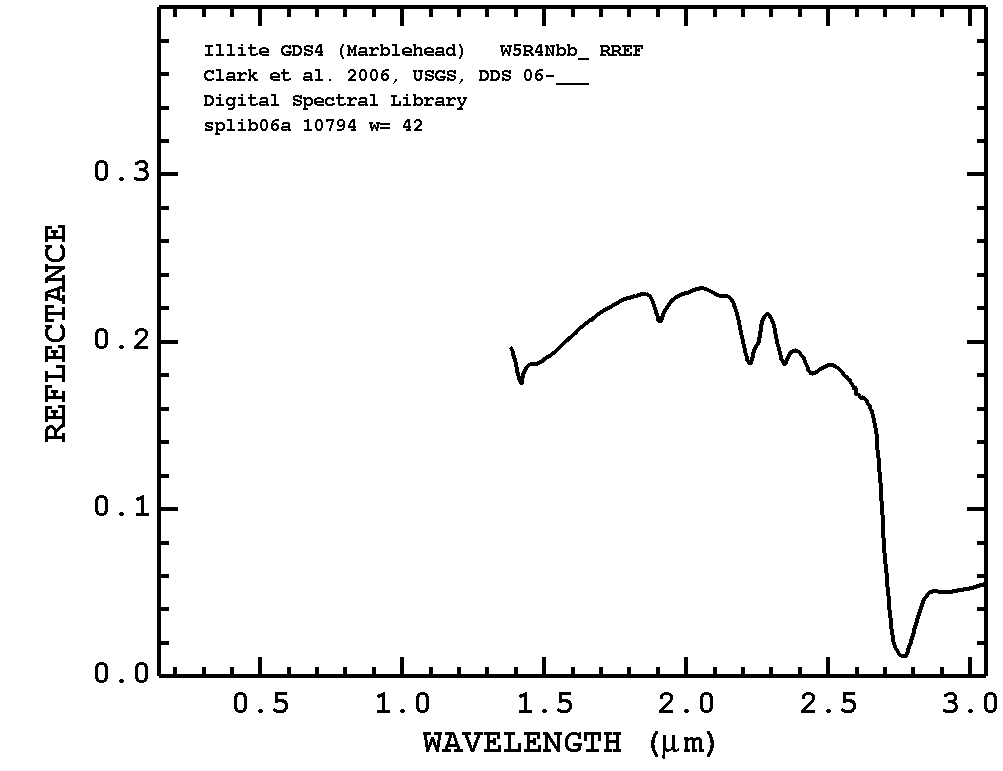 Illite GDS4 (Marblehead) W5R4Nbb_ RREF
Clark et al. 2006, USGS, DDS 06-___
Digital Spectral Library
splib06a 10794 w= 42
0.3
0.2
0.1
0.0
REFLECTANCE
0.5 1.0 1.5 2.0 2.5 3.0
WAVELENGTH (μm)